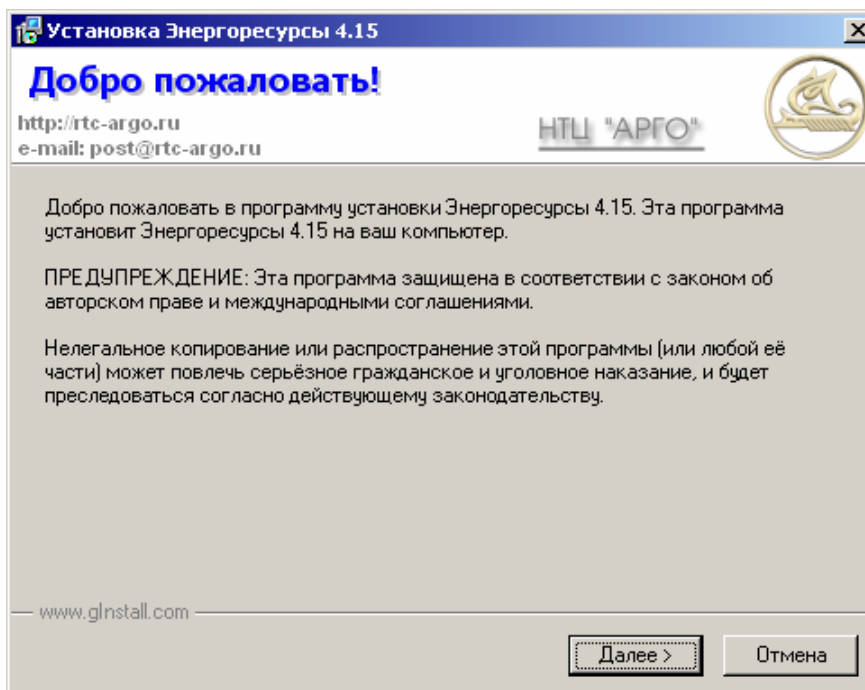 Установка Энергоресурсы 4.15
Добро пожаловать!
http://rtc-argo.ru
e-mail: post@rtc-argo.ru
НТЦ "АРГО"
Добро пожаловать в программу установки Энергоресурсы 4.15. Эта программа
установит Энергоресурсы 4.15 на ваш компьютер.
ПРЕДУПРЕЖДЕНИЕ: Эта программа защищена в соответствии с законом об
авторском праве и международными соглашениями.
Нелегальное копирование или распространение этой программы (или любой её
части) может повлечь серьёзное гражданское и уголовное наказание, и будет
преследоваться согласно действующему законодательству.
www.gInstall.com
Далее >
Отмена